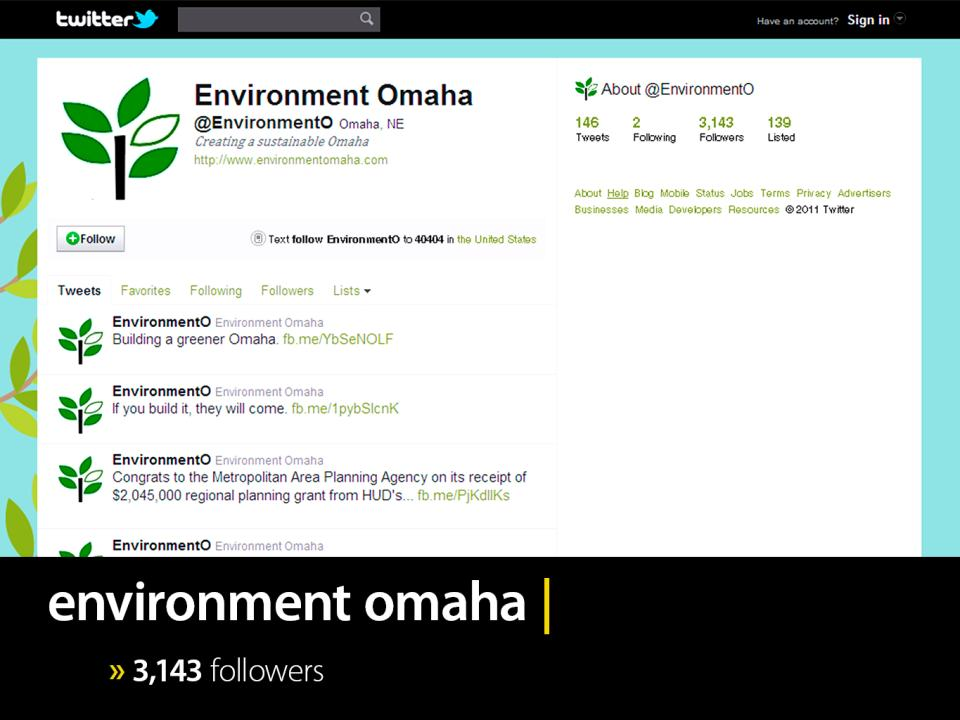 twitter
Have an account? Sign in
Environment Omaha
@EnvironmentO Omaha, NE
Creating a sustainable Omaha
http://www.environmentomaha.com
Follow
Text follow EnvironmentO to 40404 in the United States
Tweets Favorites Following Followers Lists
EnvironmentO Environment Omaha
Building a greener Omaha. fb.me/YbSeNOLF
EnvironmentO Environment Omaha
If you build it, they will come. fb.me/1pybSlcnK
EnvironmentO Environment Omaha
Congrats to the Metropolitan Area Planning Agency on its receipt of
$2,045,000 regional planning grant from HUD's... fb.me/PjKdllKs
EnvironmentO Environment Omaha
About @EnvironmentO
146 2 3,143 139
Tweets Following Followers Listed
About Help Blog Mobile Status Jobs Terms Privacy Advertisers
Businesses Media Developers Resources © 2011 Twitter
environment omaha |
» 3,143 followers